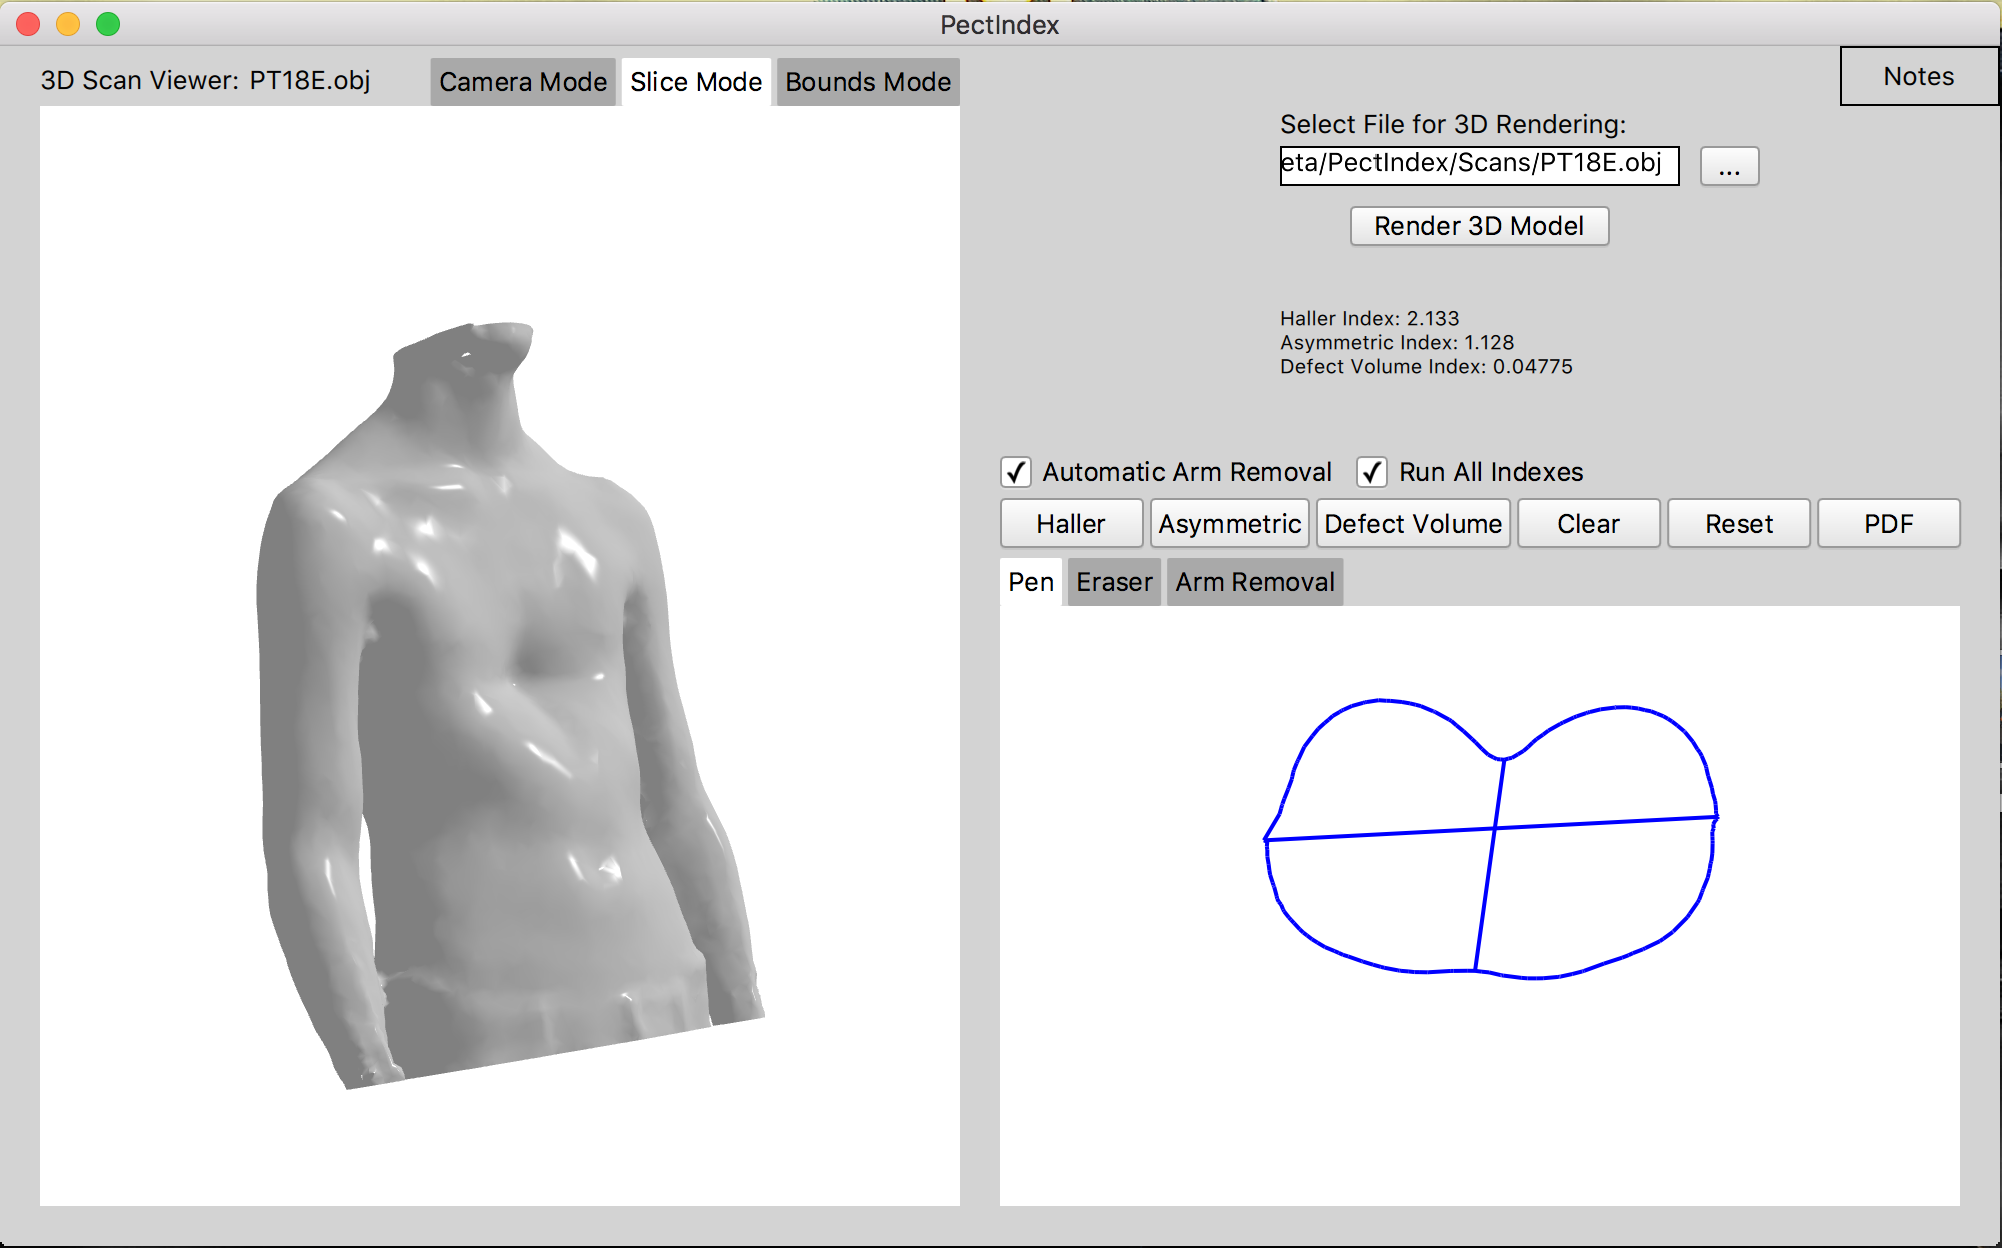 PectIndex
3D Scan Viewer: PT18E.obj
Camera Mode
Slice Mode
Bounds Mode
Notes
Select File for 3D Rendering:
eta/PectIndex/Scans/PT18E.obj
...
Render 3D Model
Haller Index: 2.133
Asymmetric Index: 1.128
Defect Volume Index: 0.04775
Automatic Arm Removal
Run All Indexes
Haller
Asymmetric
Defect Volume
Clear
Reset
PDF
Pen
Eraser
Arm Removal